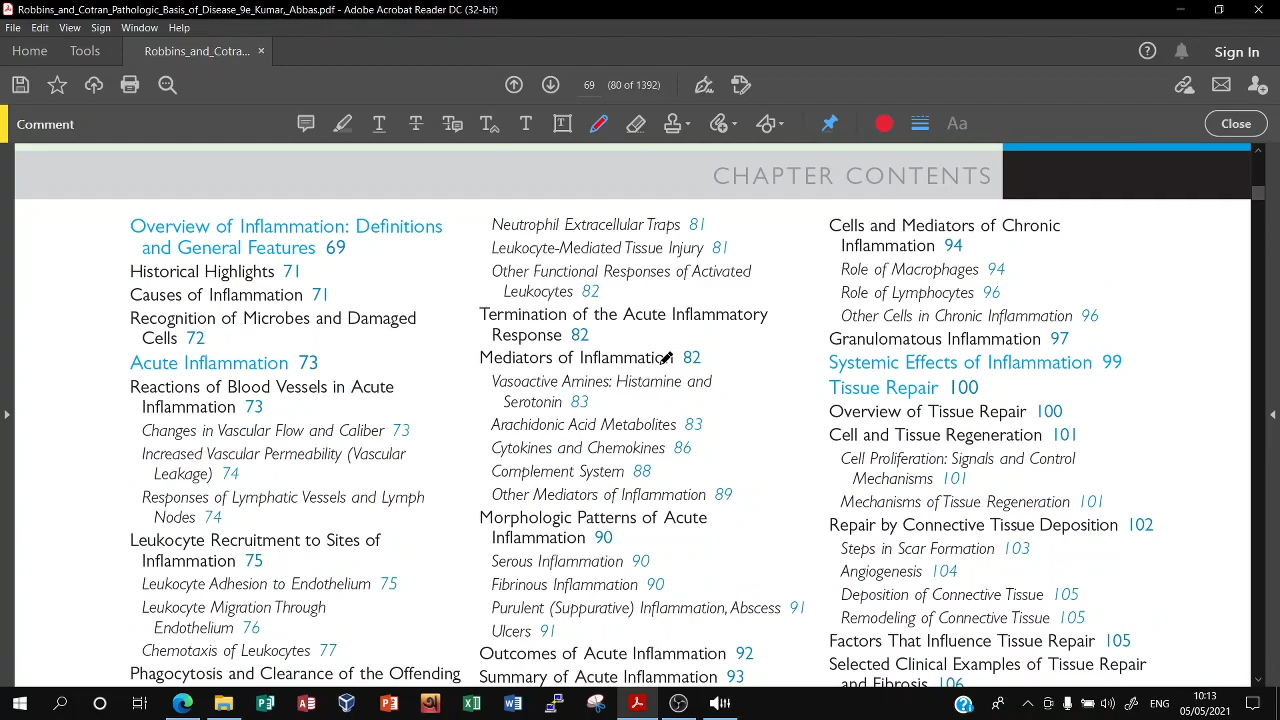 Robbins_and_Cotran_Pathologic_Basis_of_Disease_9e_Kumar_Abbas.pdf - Adobe Acrobat Reader DC (32-bit)
File Edit View Sign Window Help
Home Tools Robbins_and_Cotra... × Sign In
69 (80 of 1392)
Comment Aa Close
CHAPTER CONTENTS
Overview of Inflammation: Definitions
and General Features 69
Historical Highlights 71
Causes of Inflammation 71
Recognition of Microbes and Damaged
Cells 72
Acute Inflammation 73
Reactions of Blood Vessels in Acute
Inflammation 73
Changes in Vascular Flow and Caliber 73
Increased Vascular Permeability (Vascular
Leakage) 74
Responses of Lymphatic Vessels and Lymph
Nodes 74
Leukocyte Recruitment to Sites of
Inflammation 75
Leukocyte Adhesion to Endothelium 75
Leukocyte Migration Through
Endothelium 76
Chemotaxis of Leukocytes 77
Phagocytosis and Clearance of the Offending
Neutrophil Extracellular Traps 81
Leukocyte-Mediated Tissue Injury 81
Other Functional Responses of Activated
Leukocytes 82
Termination of the Acute Inflammatory
Response 82
Mediators of Inflammation 82
Vasoactive Amines: Histamine and
Serotonin 83
Arachidonic Acid Metabolites 83
Cytokines and Chemokines 86
Complement System 88
Other Mediators of Inflammation 89
Morphologic Patterns of Acute
Inflammation 90
Serous Inflammation 90
Fibrinous Inflammation 90
Purulent (Suppurative) Inflammation, Abscess 91
Ulcers 91
Outcomes of Acute Inflammation 92
Summary of Acute Inflammation 93
Cells and Mediators of Chronic
Inflammation 94
Role of Macrophages 94
Role of Lymphocytes 96
Other Cells in Chronic Inflammation 96
Granulomatous Inflammation 97
Systemic Effects of Inflammation 99
Tissue Repair 100
Overview of Tissue Repair 100
Cell and Tissue Regeneration 101
Cell Proliferation: Signals and Control
Mechanisms 101
Mechanisms of Tissue Regeneration 101
Repair by Connective Tissue Deposition 102
Steps in Scar Formation 103
Angiogenesis 104
Deposition of Connective Tissue 105
Remodeling of Connective Tissue 105
Factors That Influence Tissue Repair 105
Selected Clinical Examples of Tissue Repair
and Fibrosis 106
ENG
10:13
05/05/2021